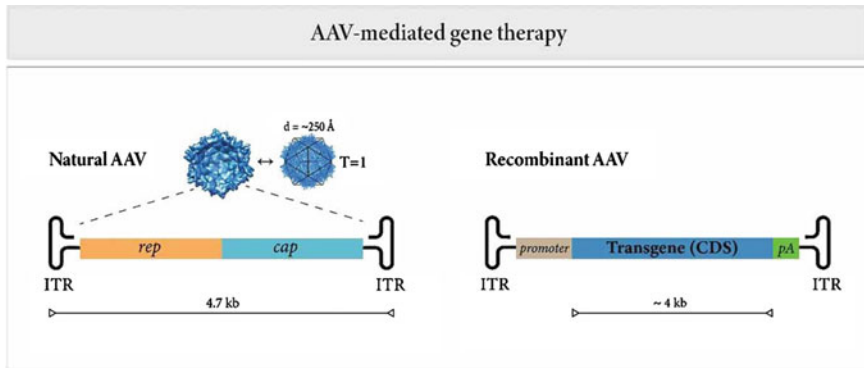 AAV-mediated gene therapy
d = ~250 Å
Natural AAV
T=1
Recombinant AAV
rep
cap
promoter
Transgene (CDS)
pA
ITR
ITR
ITR
ITR
4.7 kb
~ 4 kb